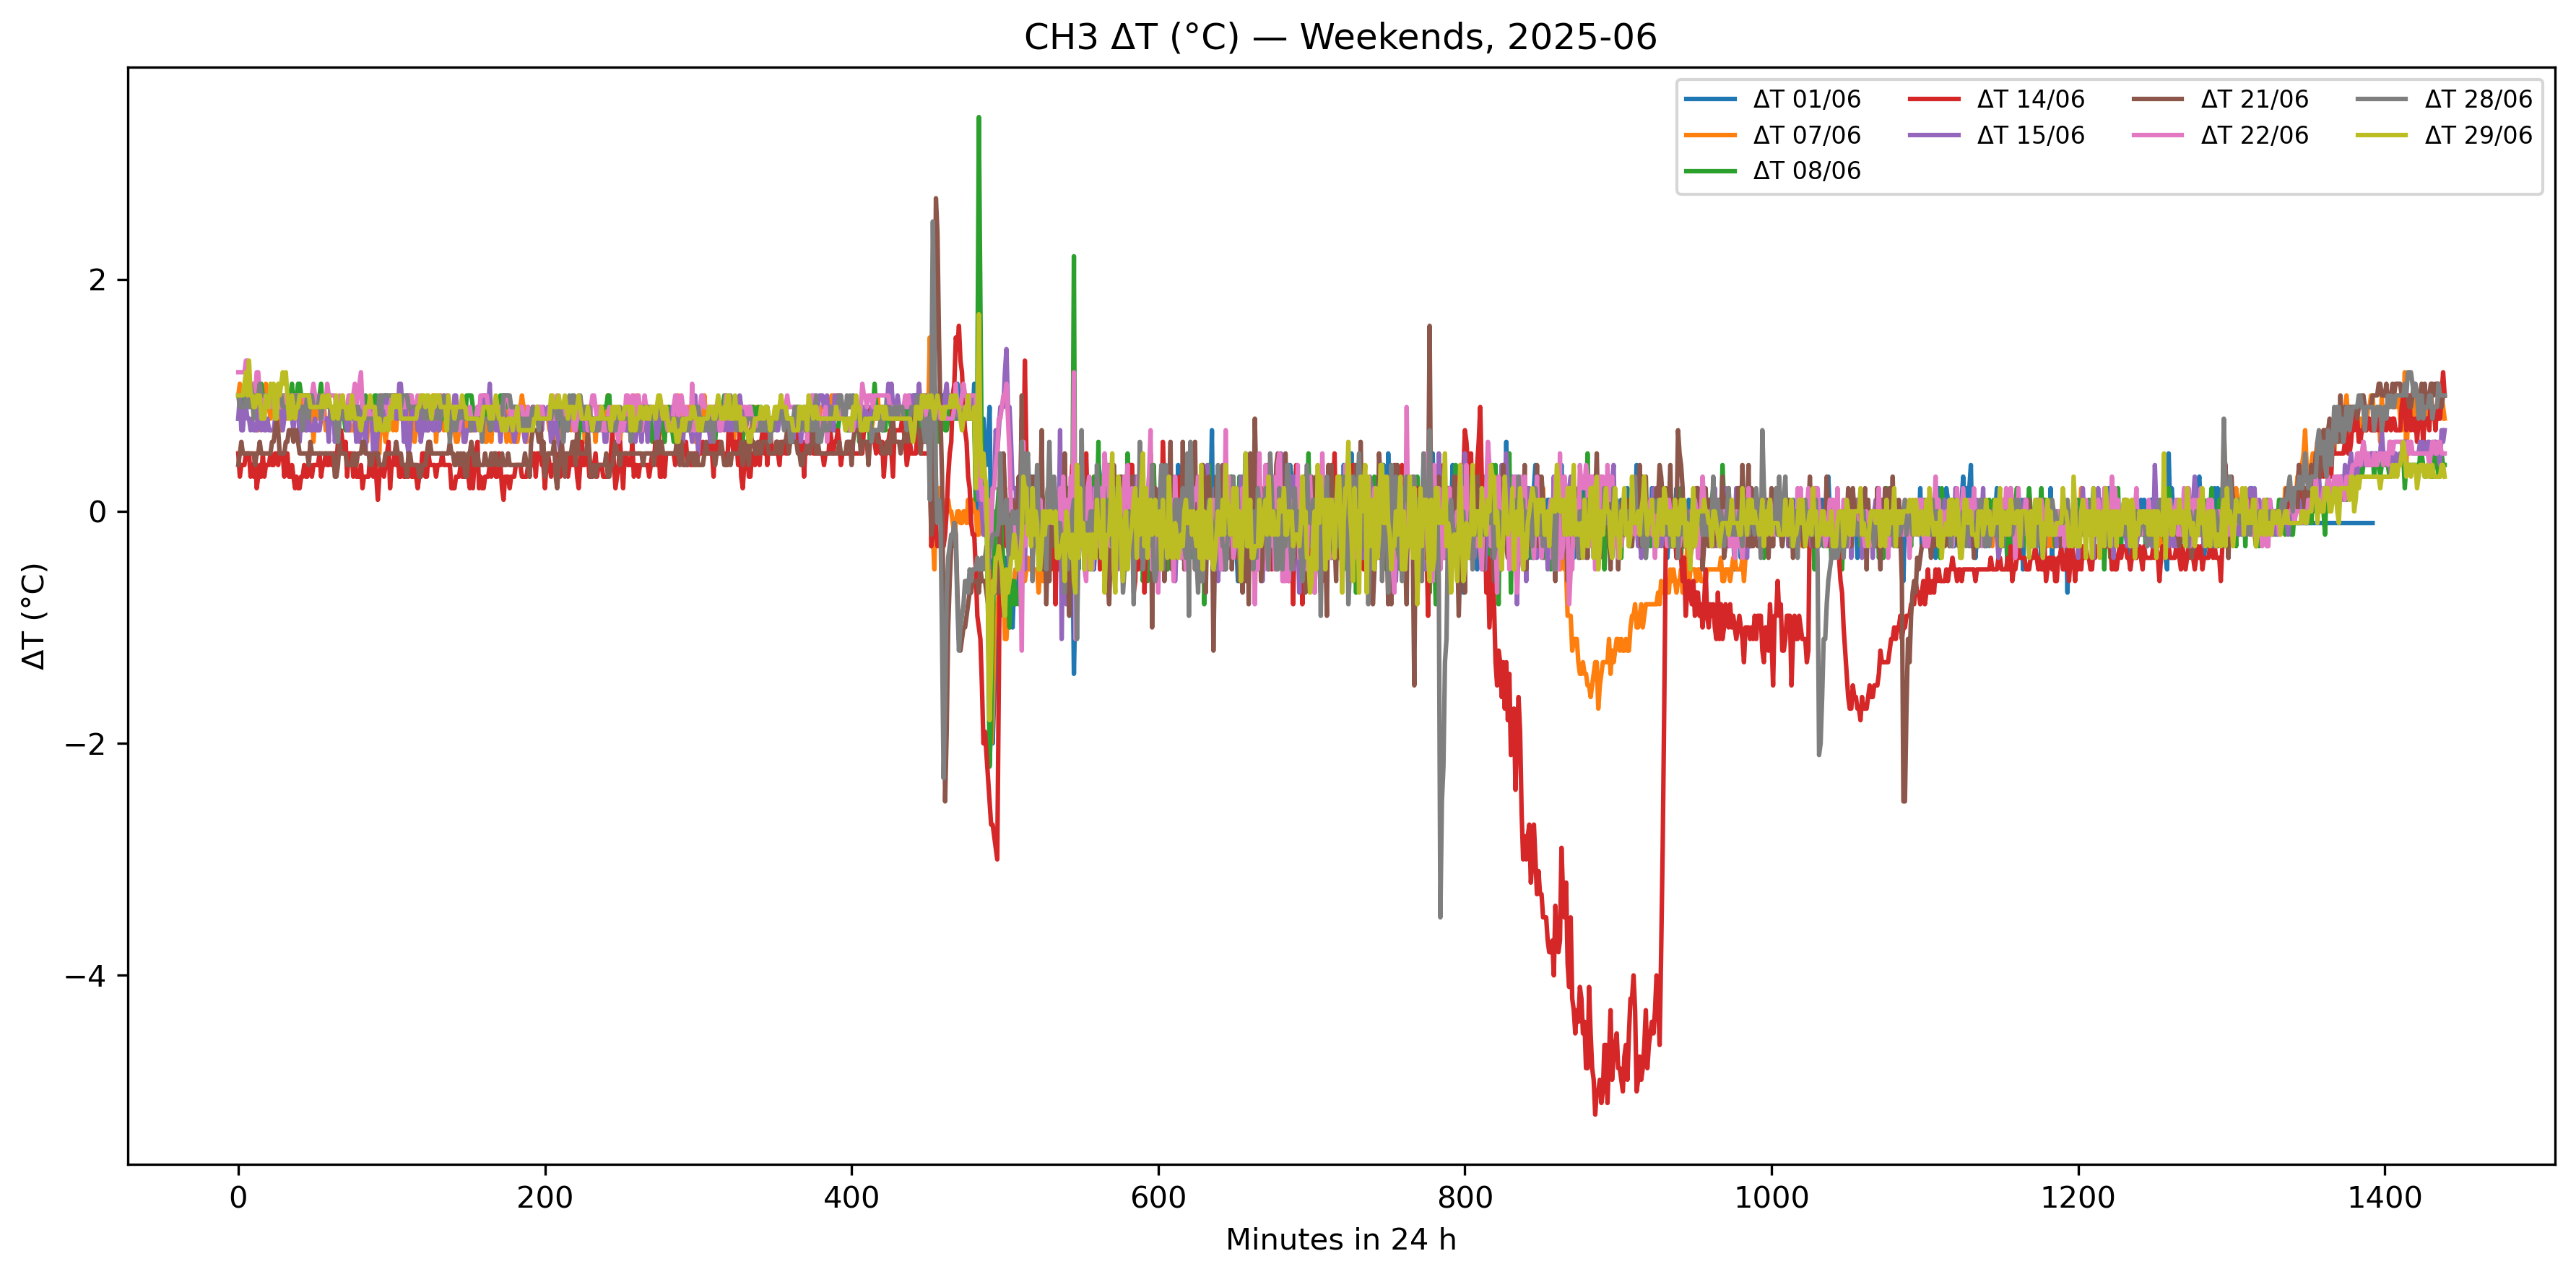 CH3 ΔT (°C) — Weekends, 2025-06
ΔT 01/06
ΔT 07/06
ΔT 08/06
ΔT 14/06
ΔT 15/06
ΔT 21/06
ΔT 22/06
ΔT 28/06
ΔT 29/06
ΔT (°C)
2
0
−2
−4
0 200 400 600 800 1000 1200 1400
Minutes in 24 h